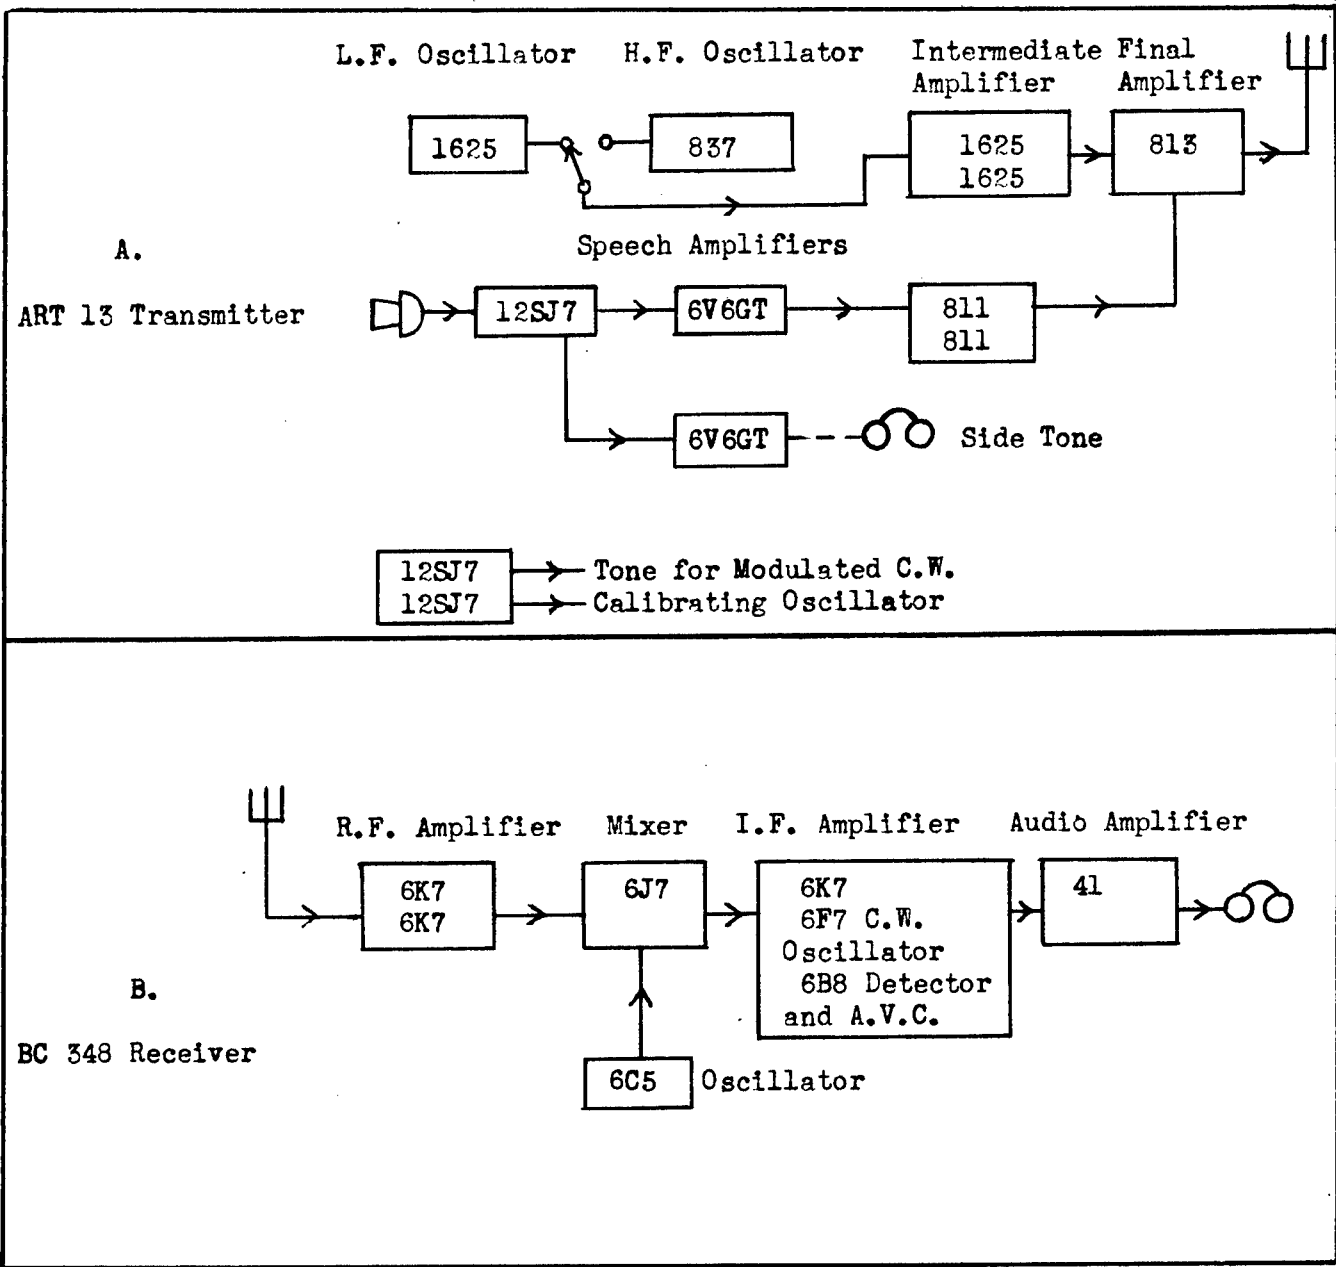 L.F. Oscillator H.F. Oscillator Intermediate Amplifier Final Amplifier
1625
837
1625
1625
813
Speech Amplifiers
A.
ART 13 Transmitter
12SJ7
6V6GT
811
811
6V6GT
Side Tone
12SJ7 Tone for Modulated C.W.
12SJ7 Calibrating Oscillator
R.F. Amplifier Mixer I.F. Amplifier Audio Amplifier
6K7
6K7
6J7
6K7
6F7 C.W.
Oscillator
6B8 Detector
and A.V.C.
41
B.
BC 348 Receiver
6C5 Oscillator